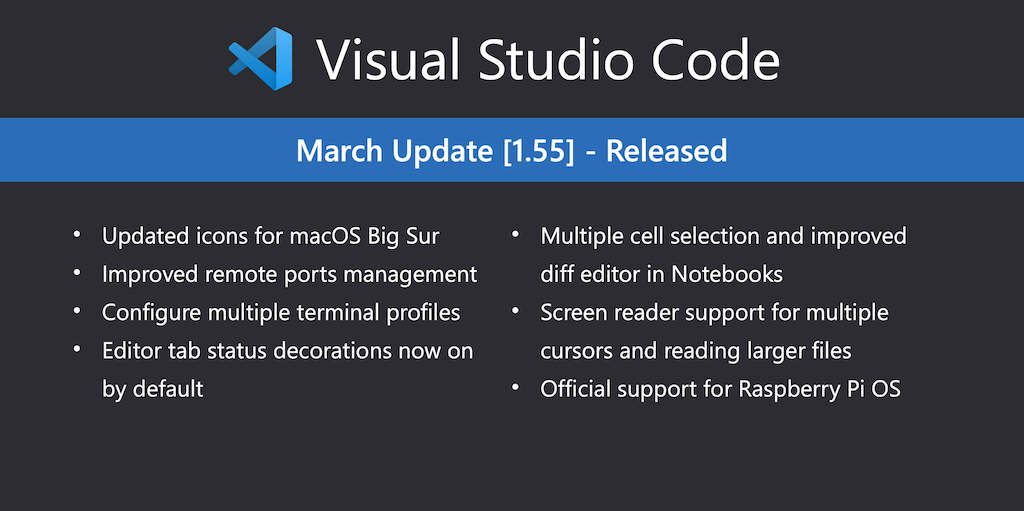 Visual Studio Code
March Update [1.55] - Released
• Updated icons for macOS Big Sur
• Improved remote ports management
• Configure multiple terminal profiles
• Editor tab status decorations now on
by default
• Multiple cell selection and improved
diff editor in Notebooks
• Screen reader support for multiple
cursors and reading larger files
• Official support for Raspberry Pi OS